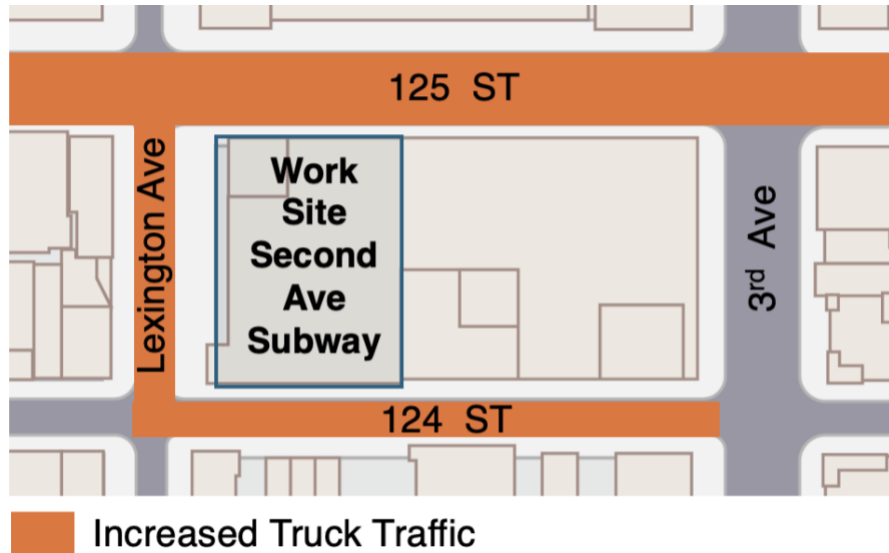 125 ST
Lexington Ave
Work
Site
Second
Ave
Subway
3rd Ave
124 ST
Increased Truck Traffic